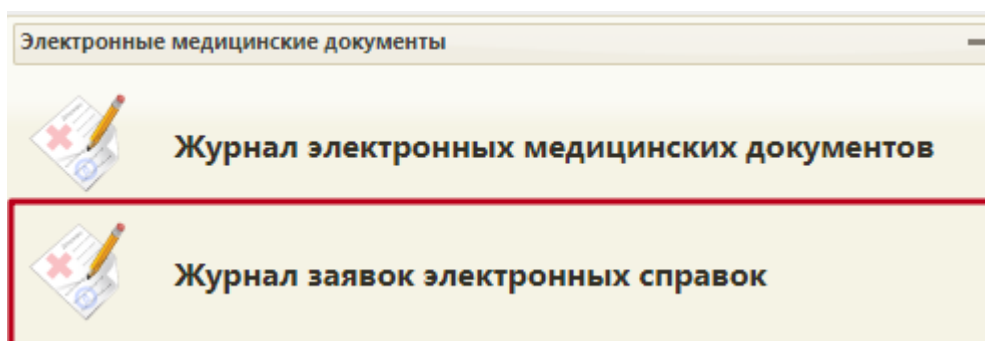 Электронные медицинские документы
Журнал электронных медицинских документов
Журнал заявок электронных справок